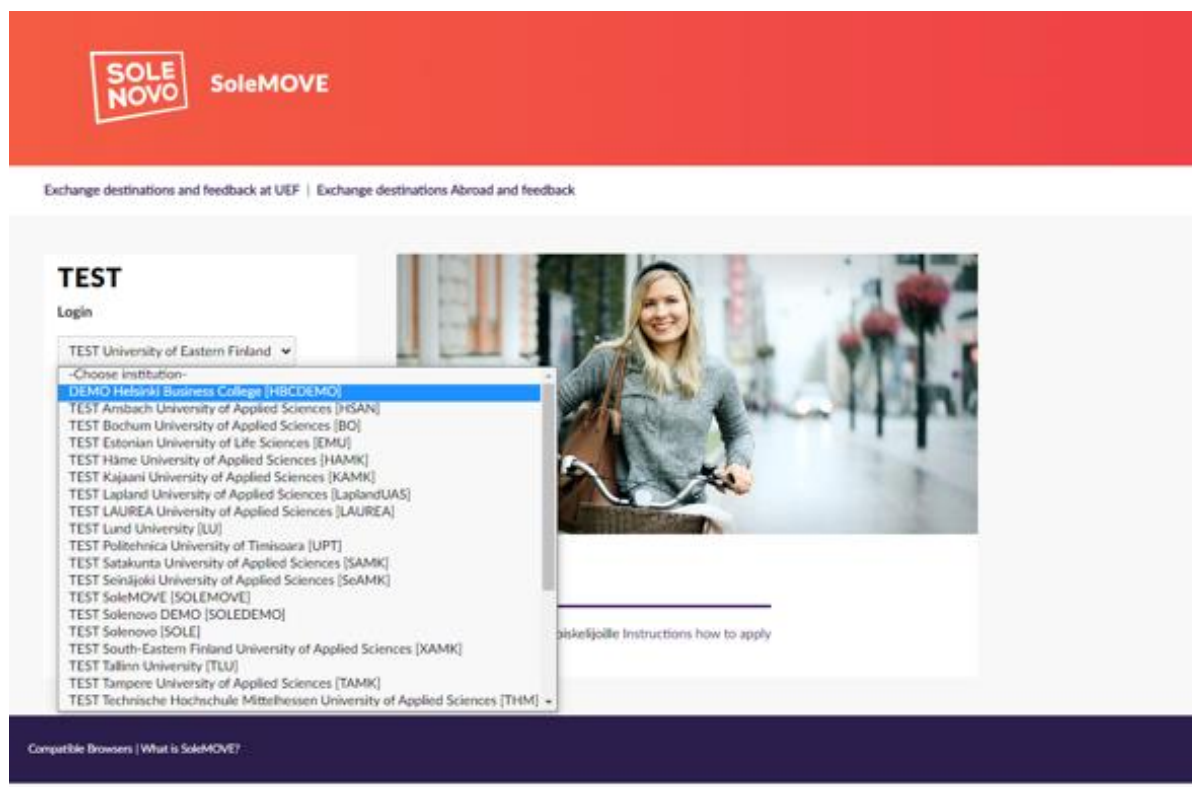 SOLE
NOVO
SoleMOVE
Exchange destinations and feedback at UEF | Exchange destinations Abroad and feedback
TEST
Login
TEST University of Eastern Finland
-Choose institution-
DEMO Helsinki Business College [HBCDEMO]
TEST Ansbach University of Applied Sciences [HSAN]
TEST Bochum University of Applied Sciences [BO]
TEST Estonian University of Life Sciences [EMU]
TEST Häme University of Applied Sciences [HAMK]
TEST Kajaani University of Applied Sciences [KAMK]
TEST Lapland University of Applied Sciences [LaplandUAS]
TEST LAUREA University of Applied Sciences [LAUREA]
TEST Lund University [LU]
TEST Politehnica University of Timisoara [UPT]
TEST Satakunta University of Applied Sciences [SAMK]
TEST Seinäjoki University of Applied Sciences [SeAMK]
TEST SoleMOVE [SOLEMOVE]
TEST Solenovo DEMO [SOLEDEMO]
TEST Solenovo [SOLE]
TEST South-Eastern Finland University of Applied Sciences [XAMK]
TEST Tallinn University [TLU]
TEST Tampere University of Applied Sciences [TAMK]
TEST Technische Hochschule Mittelhessen University of Applied Sciences [THM]
piskelijoille Instructions how to apply
Compatible Browsers | What is SoleMOVE?